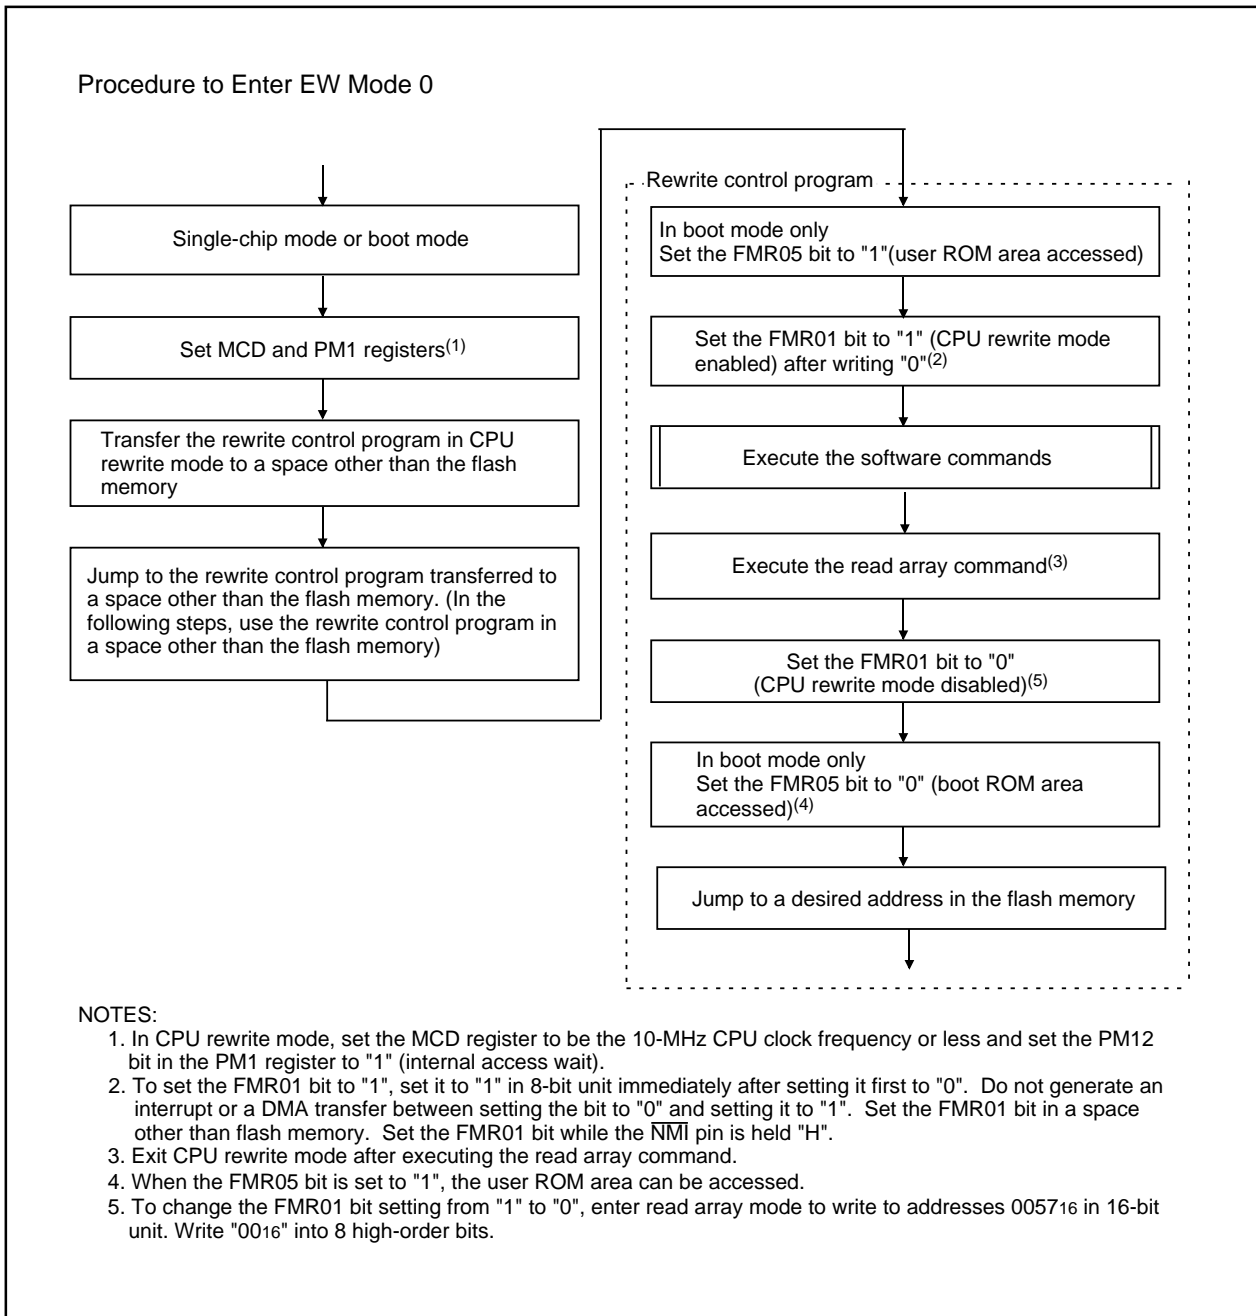 Procedure to Enter EW Mode 0
Single-chip mode or boot mode
Set MCD and PM1 registers(1)
Transfer the rewrite control program in CPU
rewrite mode to a space other than the flash
memory
Jump to the rewrite control program transferred to
a space other than the flash memory. (In the
following steps, use the rewrite control program in
a space other than the flash memory)
Rewrite control program
In boot mode only
Set the FMR05 bit to "1"(user ROM area accessed)
Set the FMR01 bit to "1" (CPU rewrite mode
enabled) after writing "0"(2)
Execute the software commands
Execute the read array command(3)
Set the FMR01 bit to "0"
(CPU rewrite mode disabled)(5)
In boot mode only
Set the FMR05 bit to "0" (boot ROM area
accessed)(4)
Jump to a desired address in the flash memory
NOTES:
1. In CPU rewrite mode, set the MCD register to be the 10-MHz CPU clock frequency or less and set the PM12
bit in the PM1 register to "1" (internal access wait).
2. To set the FMR01 bit to "1", set it to "1" in 8-bit unit immediately after setting it first to "0". Do not generate an
interrupt or a DMA transfer between setting the bit to "0" and setting it to "1". Set the FMR01 bit in a space
other than flash memory. Set the FMR01 bit while the NMI pin is held "H".
3. Exit CPU rewrite mode after executing the read array command.
4. When the FMR05 bit is set to "1", the user ROM area can be accessed.
5. To change the FMR01 bit setting from "1" to "0", enter read array mode to write to addresses 005716 in 16-bit
unit. Write "0016" into 8 high-order bits.